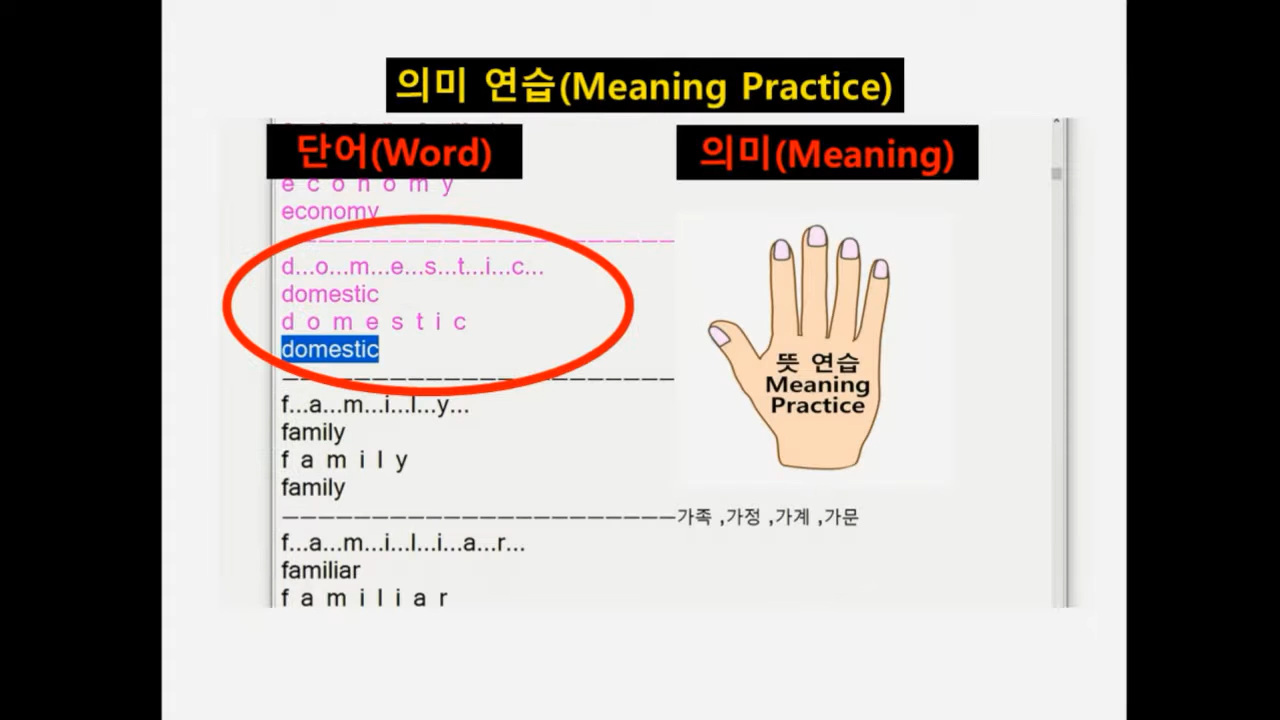 의미 연습(Meaning Practice)
단어(Word)
의미(Meaning)
e c o n o m y
economy
d...o...m...e...s...t...i...c...
domestic
d o m e s t i c
domestic
뜻 연습
Meaning
Practice
f...a...m...i...l...y...
family
f a m i l y
family
가족 ,가정 ,가계 ,가문
f...a...m...i...l...i...a...r...
familiar
f a m i l i a r